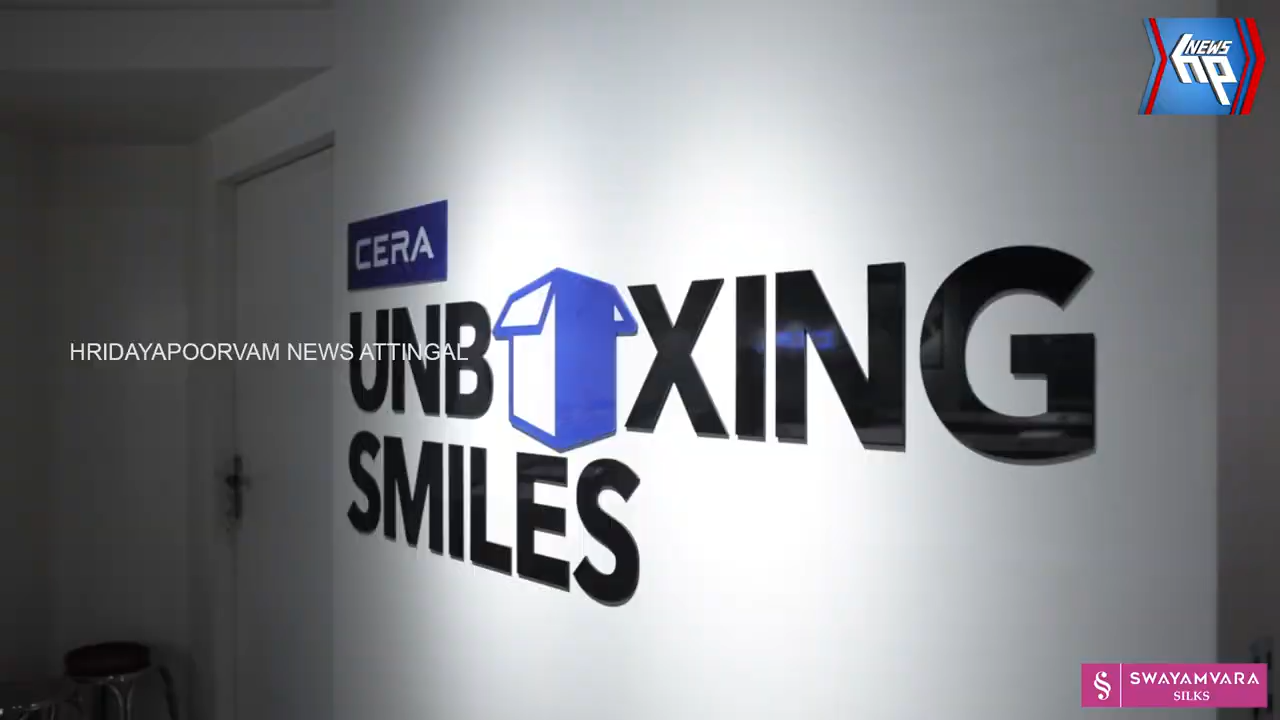 NEWS
hp
CERA
UNBOXING
HRIDAYAPOORVAM NEWS ATTINGAL
SMILES
SWAYAMVARA
SILKS